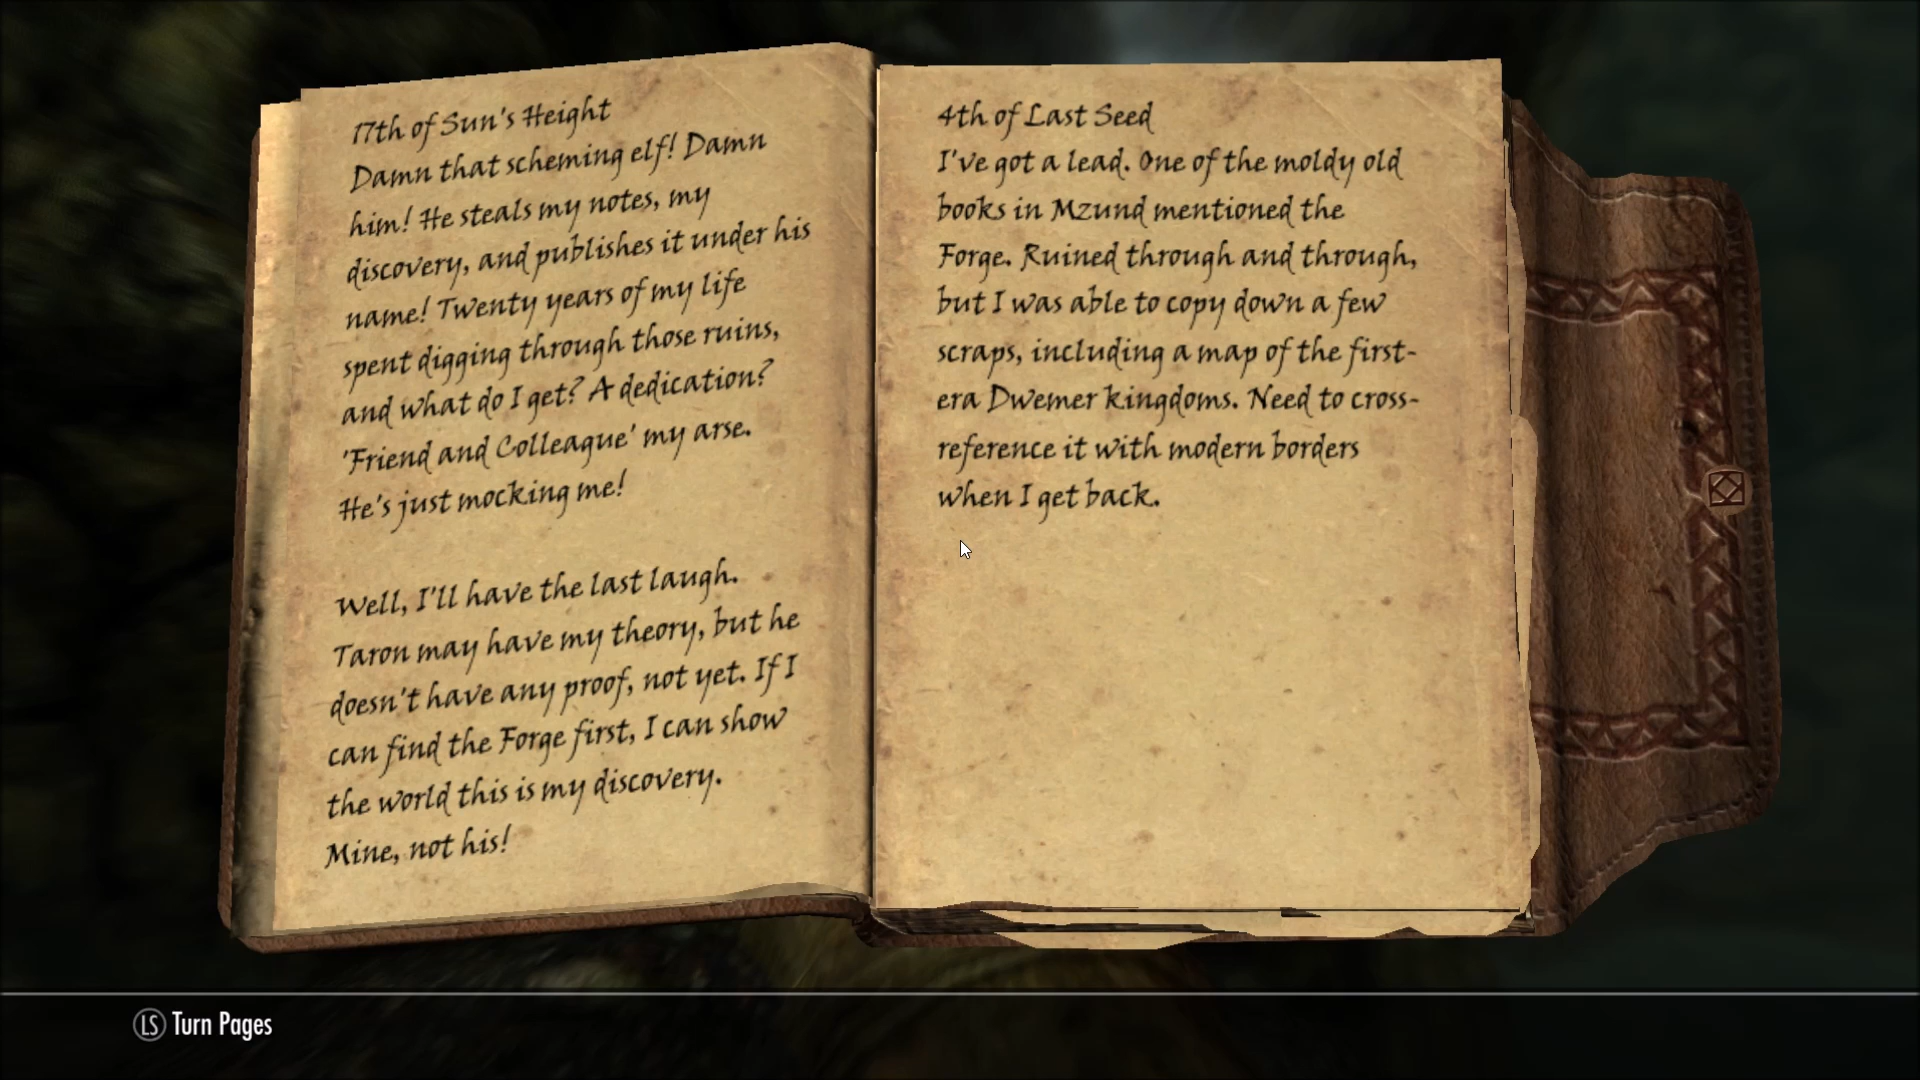 17th of Sun's Height
Damn that scheming elf! Damn
him! He steals my notes, my
discovery, and publishes it under his
name! Twenty years of my life
spent digging through those ruins,
and what do I get? A dedication?
'Friend and Colleague' my arse.
He's just mocking me!
Well, I'll have the last laugh.
Taron may have my theory, but he
doesn't have any proof, not yet. If I
can find the Forge first, I can show
the world this is my discovery.
Mine, not his!
4th of Last Seed
I've got a lead. One of the moldy old
books in Mzund mentioned the
Forge. Ruined through and through,
but I was able to copy down a few
scraps, including a map of the first-
era Dwemer kingdoms. Need to cross-
reference it with modern borders
when I get back.
LS Turn Pages